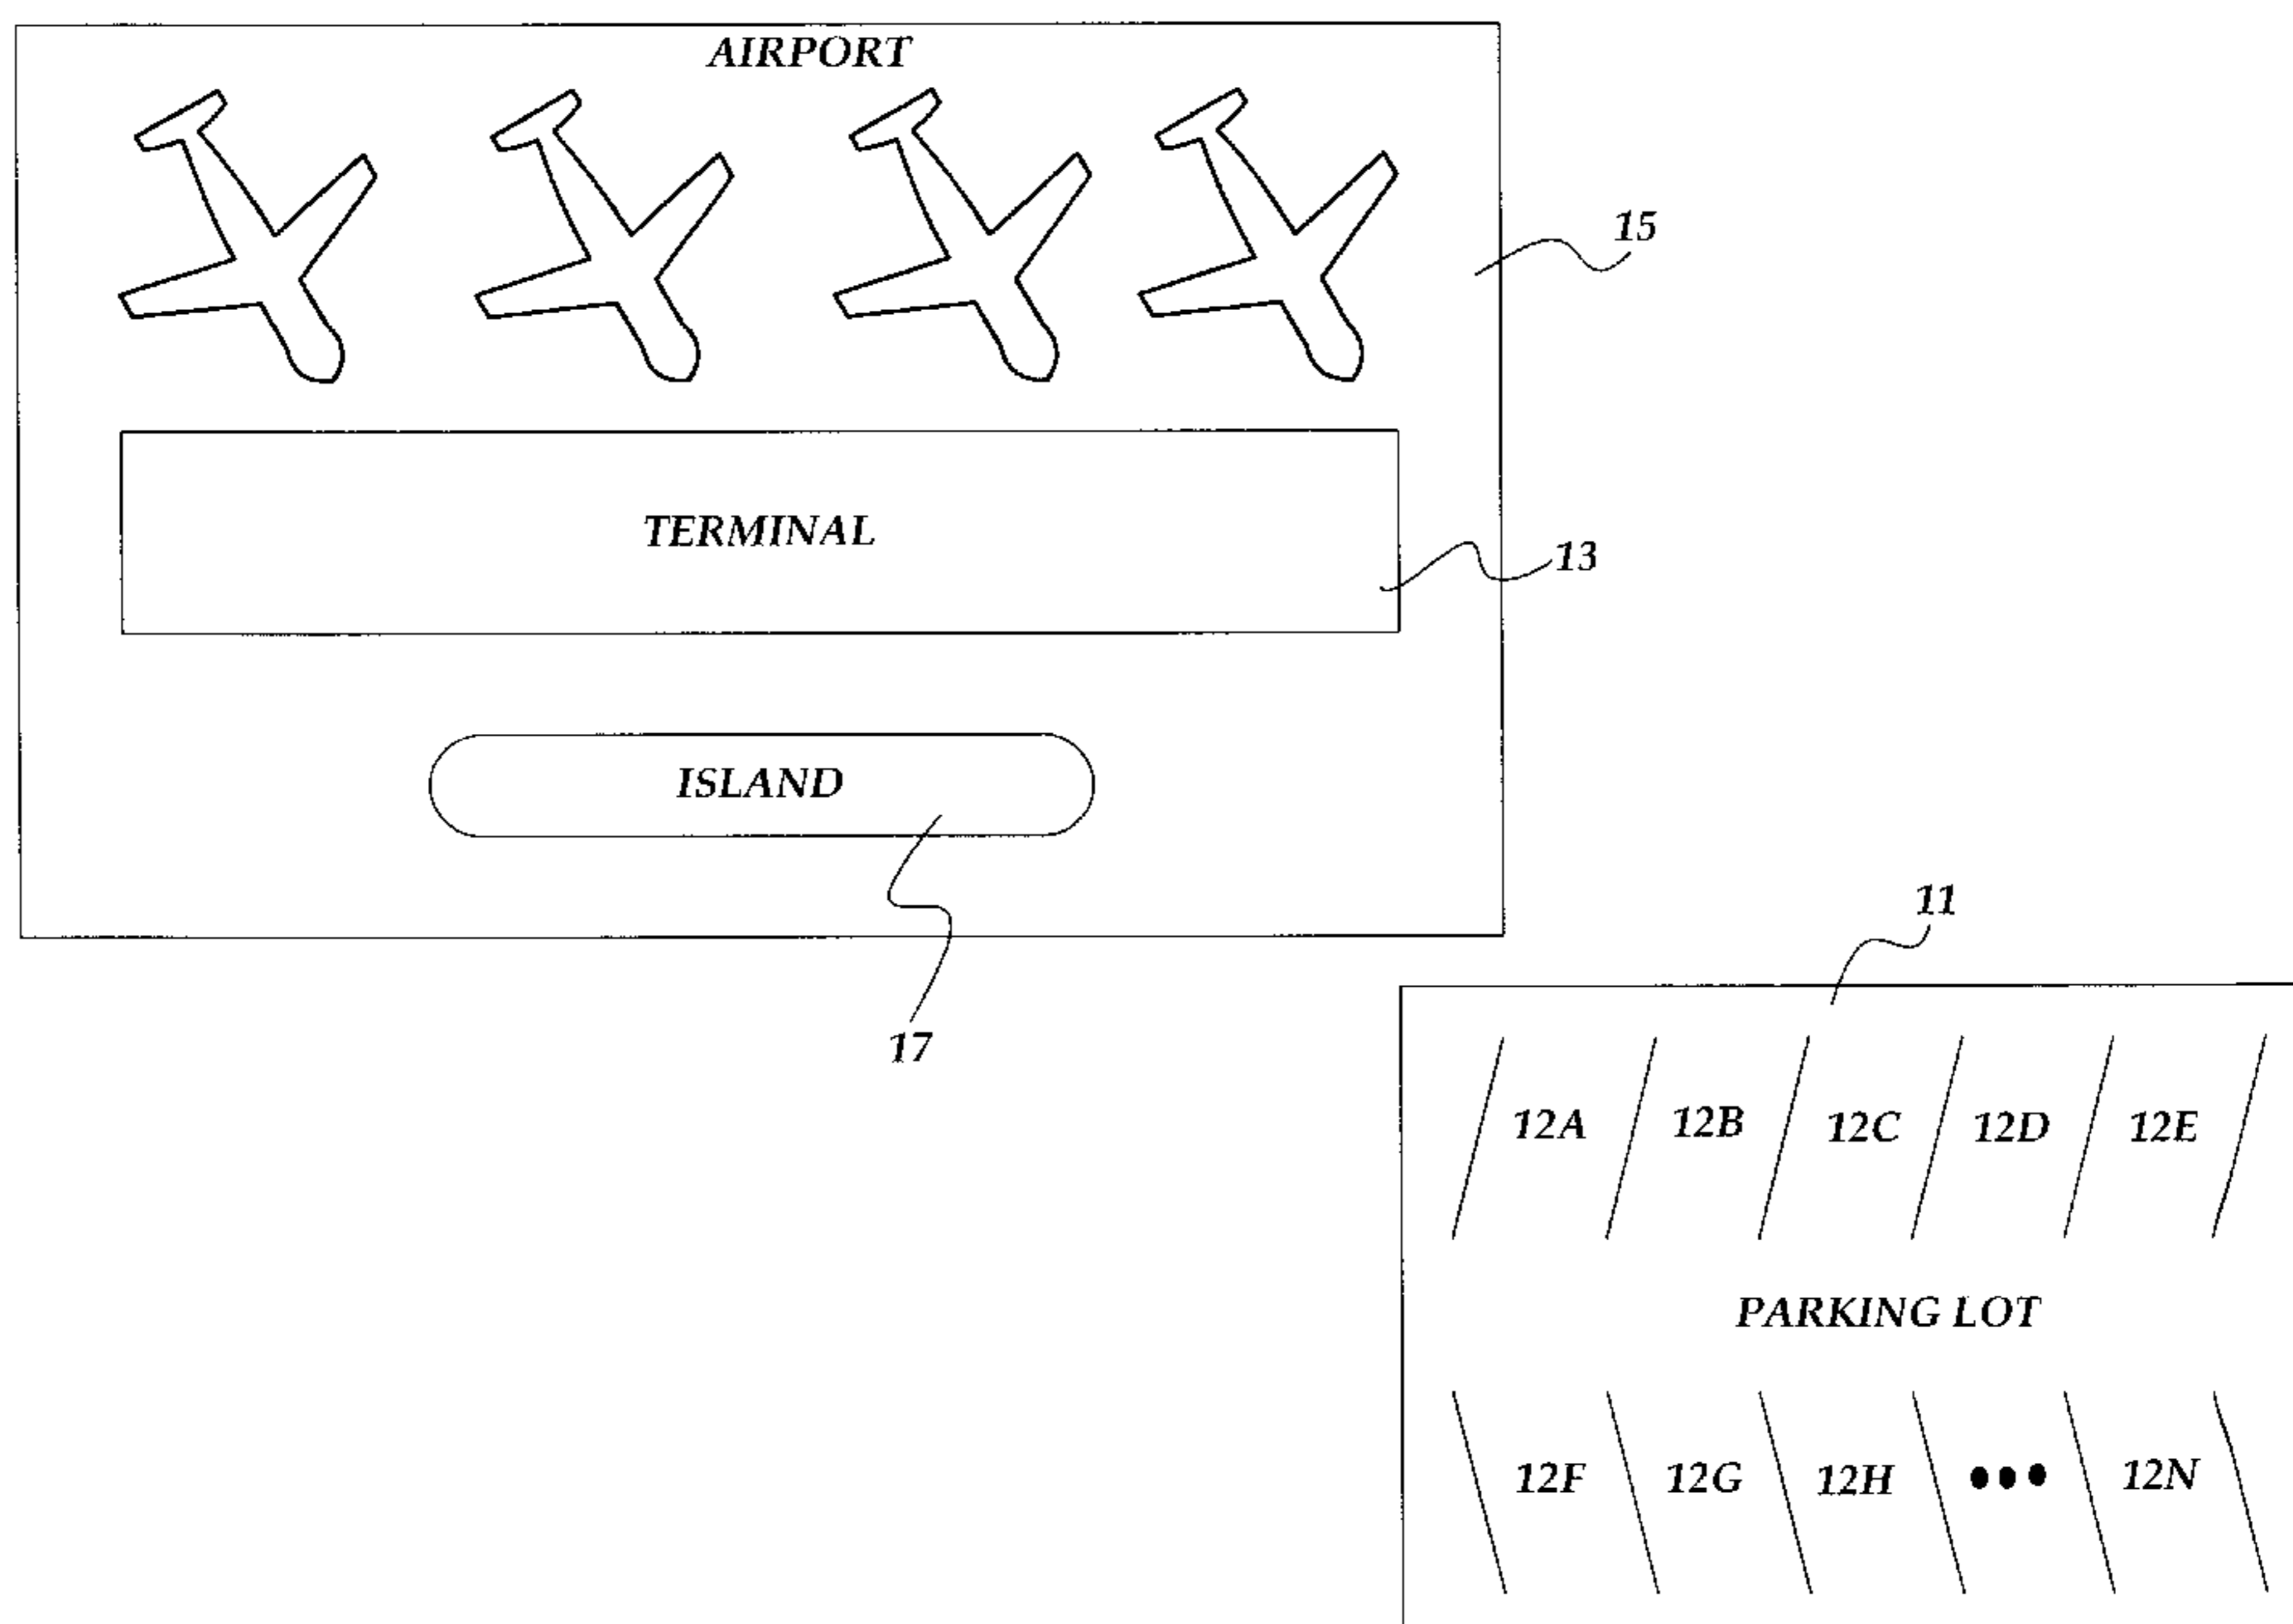 AIRPORT
15
TERMINAL
13
ISLAND
17
11
12A 12B 12C 12D 12E
PARKING LOT
12F 12G 12H ••• 12N